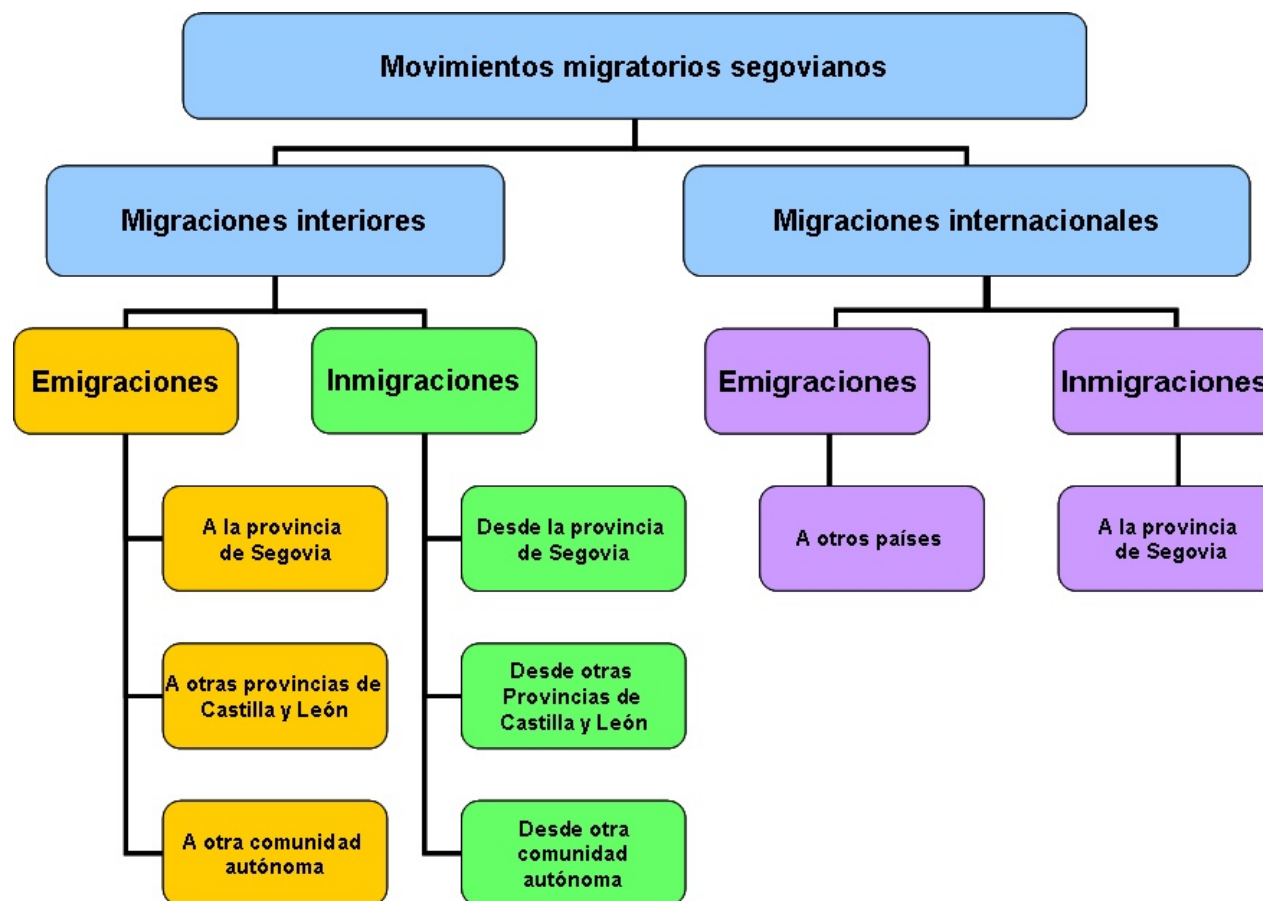 Movimientos migratorios segovianos
Migraciones interiores
Migraciones internacionales
Emigraciones
Inmigraciones
Emigraciones
Inmigraciones
A la provincia
de Segovia
Desde la provincia
de Segovia
A otros países
A la provincia
de Segovia
A otras provincias de
Castilla y León
Desde otras
Provincias de
Castilla y León
A otra comunidad
autónoma
Desde otra
comunidad
autónoma